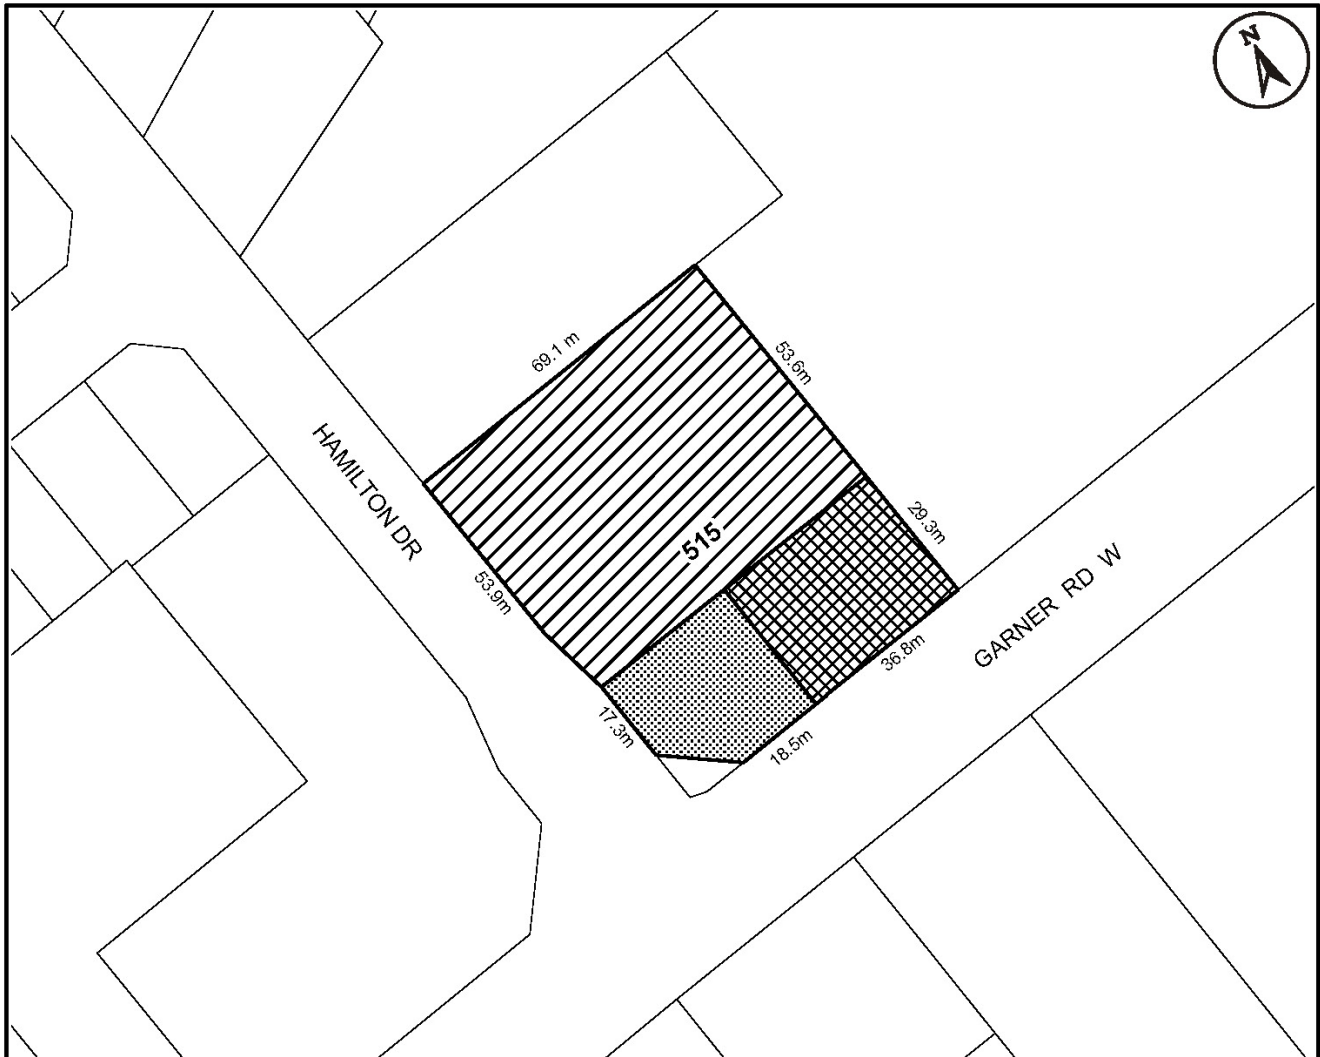 N
69.1 m
53.6m
HAMILTON DR
515
29.3m
53.9m
GARNER RD W
36.8m
17.3m
18.5m